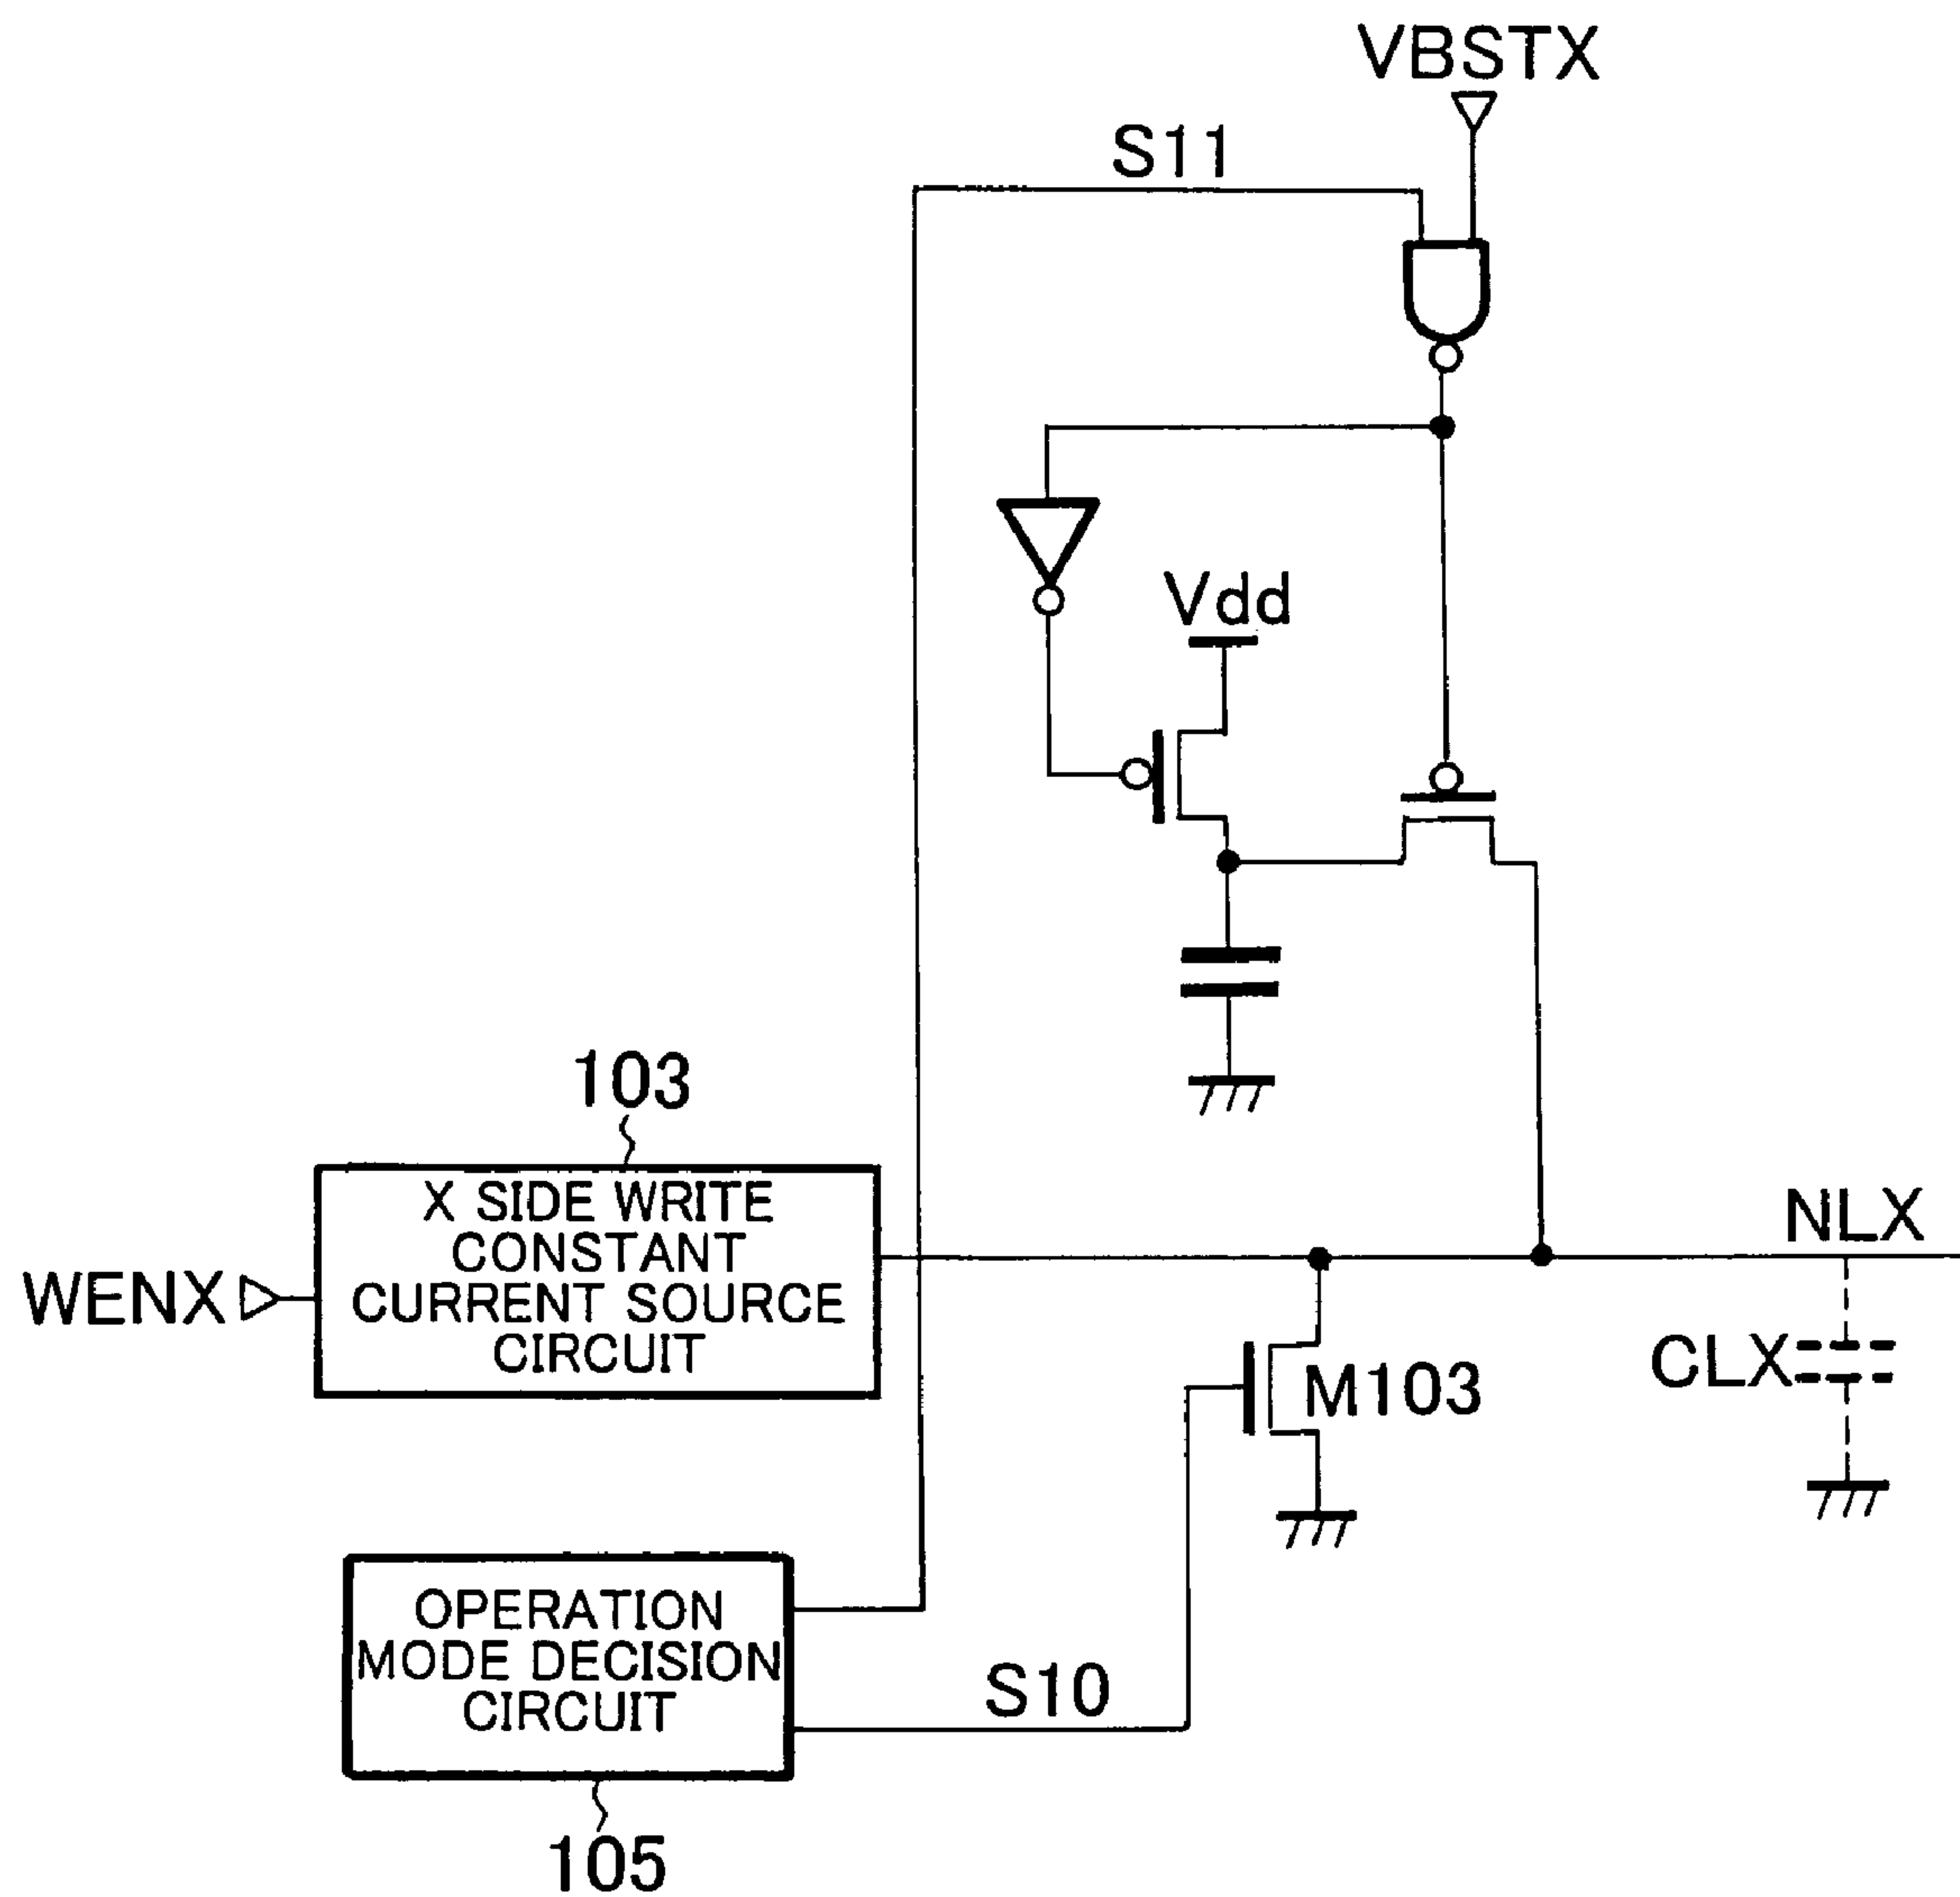 VBSTX
S11
Vdd
103
X SIDE WRITE
CONSTANT
CURRENT SOURCE
CIRCUIT
WENX
NLX
CLX
M103
OPERATION
MODE DECISION
CIRCUIT
S10
105